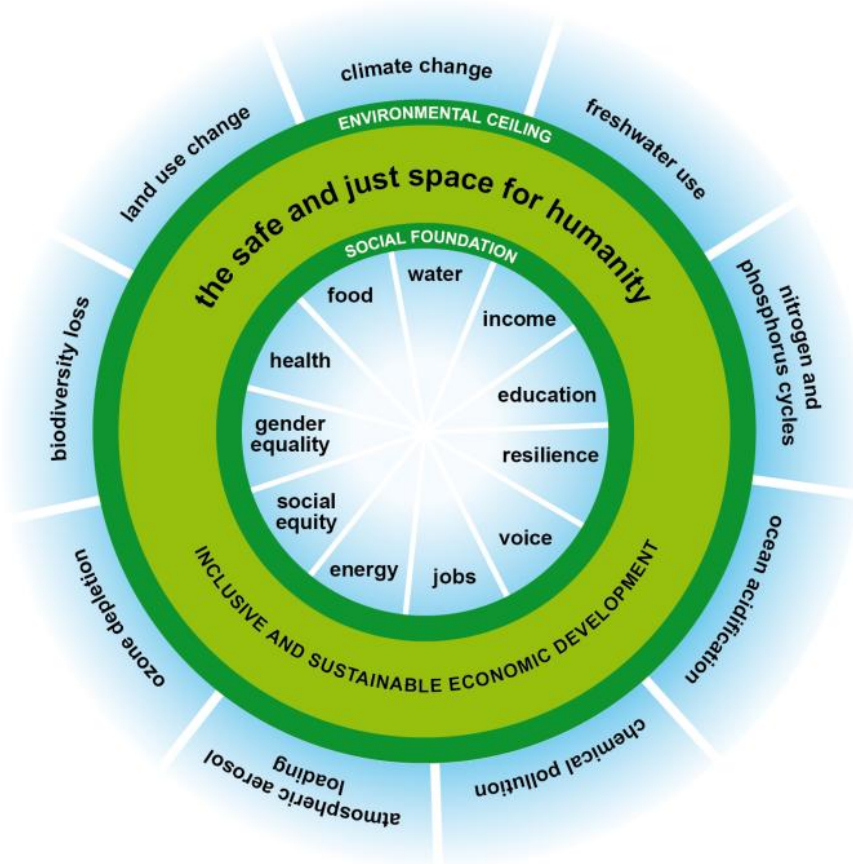 climate change
freshwater use
nitrogen and
phosphorus cycles
ocean acidification
chemical pollution
atmospheric aerosol
loading
ozone depletion
biodiversity loss
land use change
ENVIRONMENTAL CEILING
the safe and just space for humanity
SOCIAL FOUNDATION
water
income
education
resilience
voice
jobs
energy
social
equity
gender
equality
health
food
INCLUSIVE AND SUSTAINABLE ECONOMIC DEVELOPMENT